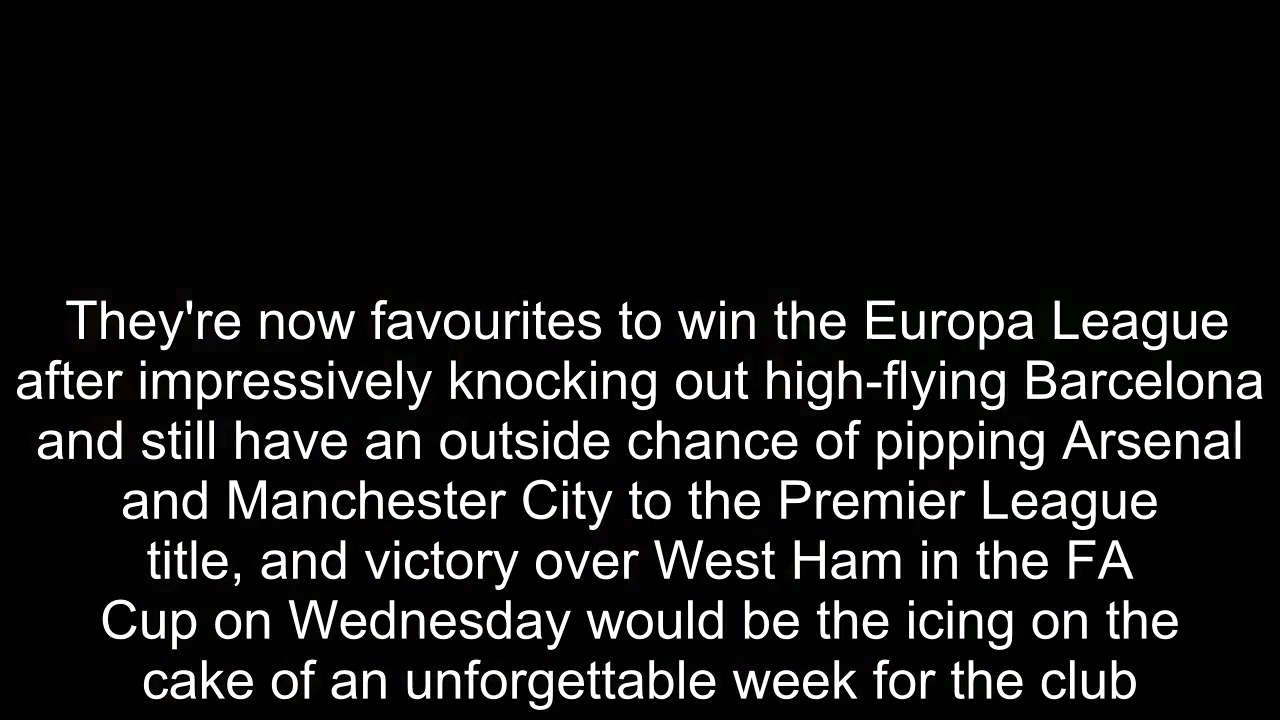 They're now favourites to win the Europa League
after impressively knocking out high-flying Barcelona
and still have an outside chance of pipping Arsenal
and Manchester City to the Premier League
title, and victory over West Ham in the FA
Cup on Wednesday would be the icing on the
cake of an unforgettable week for the club